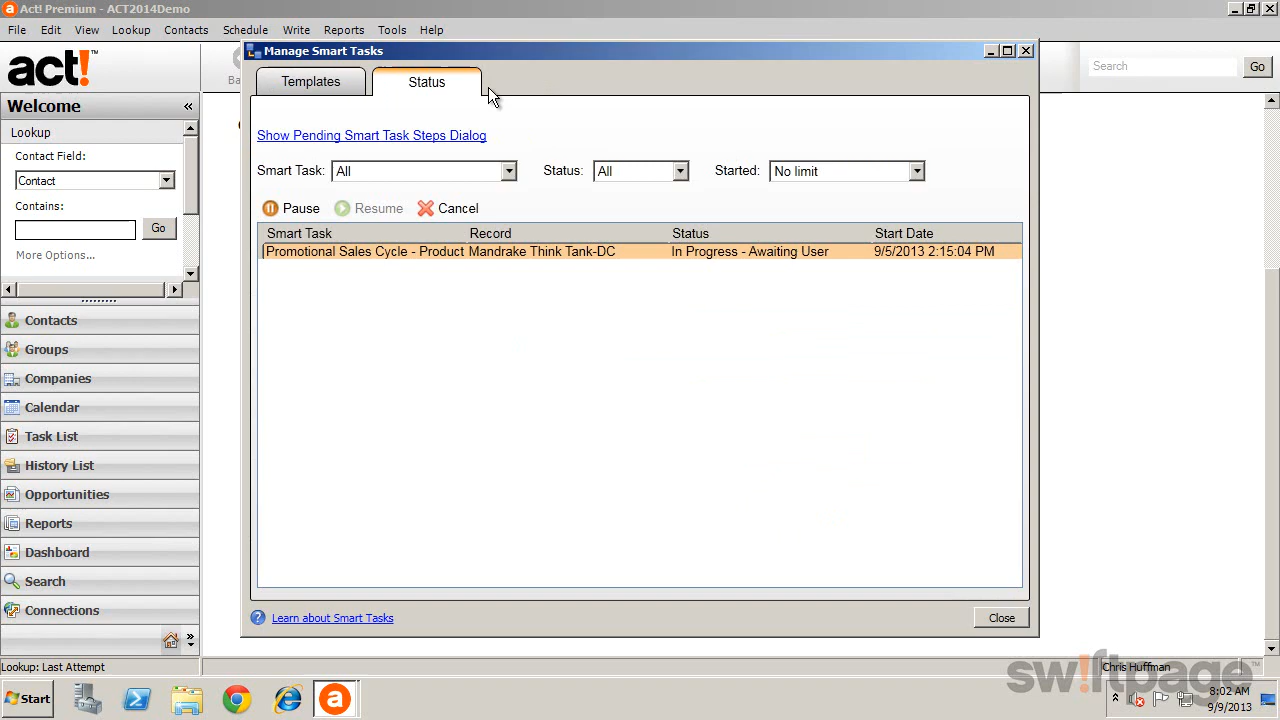 Act! Premium - ACT2014Demo
File Edit View Lookup Contacts Schedule Write Reports Tools Help
act!
Ba
Manage Smart Tasks
Search
Go
Templates
Status
Welcome
Lookup
Contact Field:
Contact
Contains:
Go
More Options...
Show Pending Smart Task Steps Dialog
Smart Task: All Status: All Started: No limit
Pause Resume Cancel
Smart Task Record Status Start Date
Promotional Sales Cycle - Product Mandrake Think Tank-DC In Progress - Awaiting User 9/5/2013 2:15:04 PM
Contacts
Groups
Companies
Calendar
Task List
History List
Opportunities
Reports
Dashboard
Search
Connections
Learn about Smart Tasks
Close
Lookup: Last Attempt
Chris Huffman
sw!ftpage
Start
8:02 AM
9/9/2013